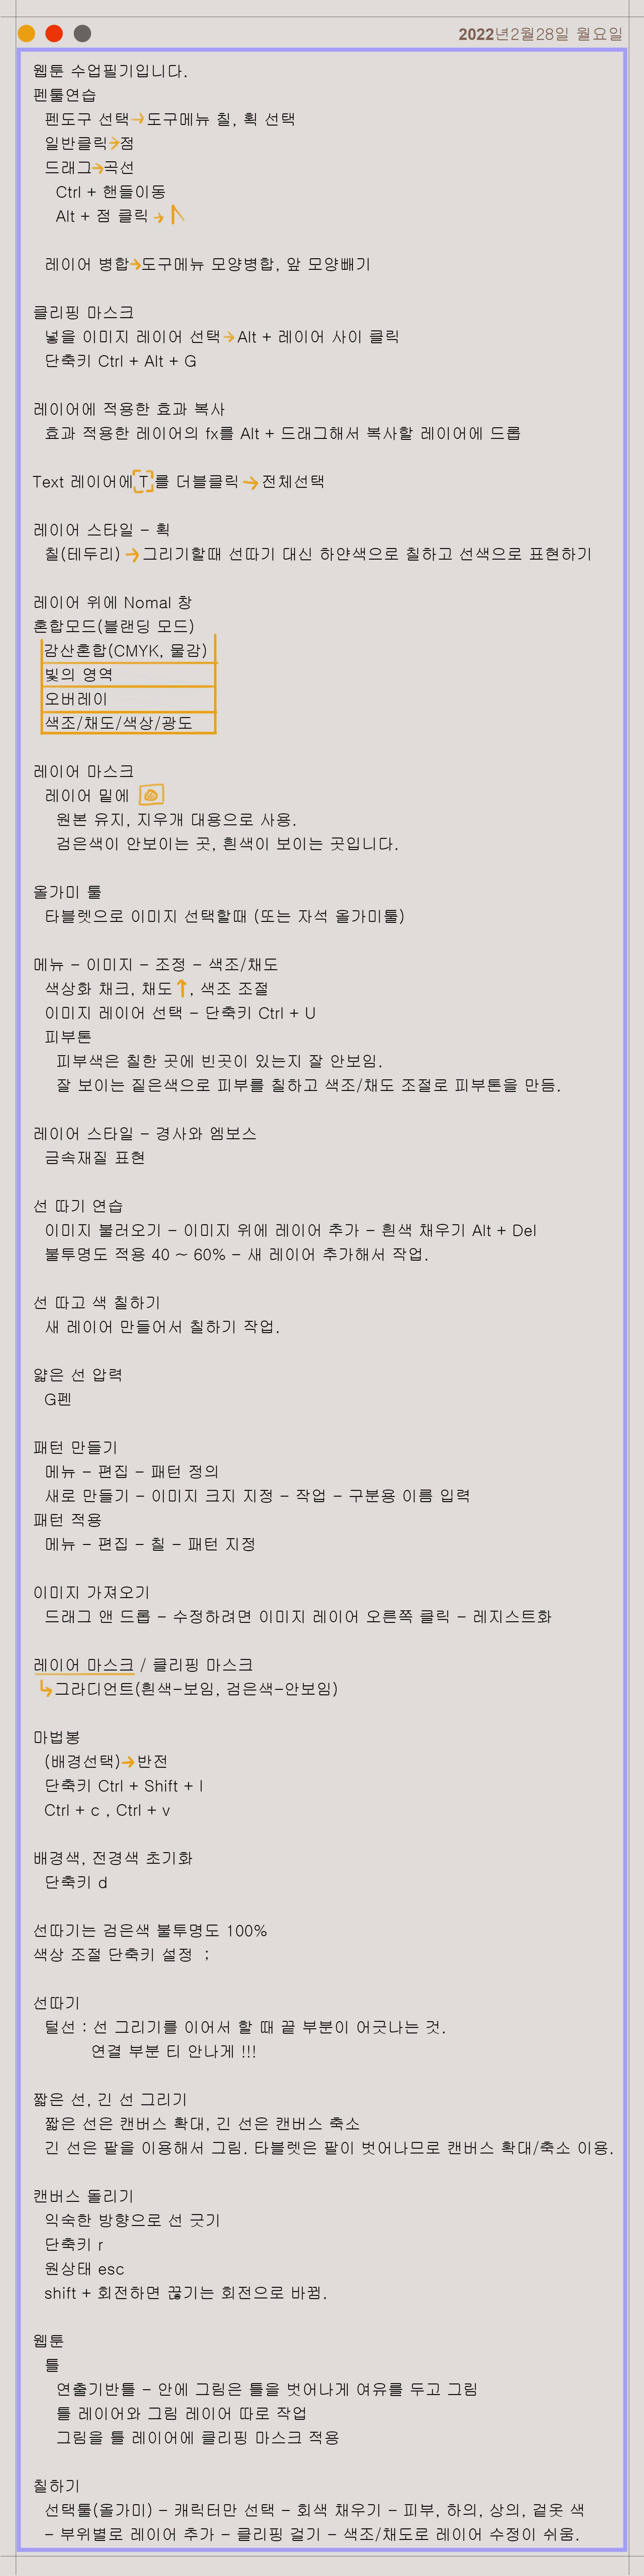 2022년2월28일 월요일
웹툰 수업필기입니다.
펜툴연습
펜도구 선택→도구메뉴 칠, 획 선택
일반클릭→점
드래그→곡선
Ctrl + 핸들이동
Alt + 점 클릭 →
레이어 병합→도구메뉴 모양병합, 앞 모양빼기
클리핑 마스크
넣을 이미지 레이어 선택→Alt + 레이어 사이 클릭
단축키 Ctrl + Alt + G
레이어에 적용한 효과 복사
효과 적용한 레이어의 fx를 Alt + 드래그해서 복사할 레이어에 드롭
Text 레이어에 T 를 더블클릭 →전체선택
레이어 스타일 - 획
칠(테두리) →그리기할때 선따기 대신 하얀색으로 칠하고 선색으로 표현하기
레이어 위에 Nomal 창
혼합모드(블랜딩 모드)
감산혼합(CMYK, 물감)
빛의 영역
오버레이
색조/채도/색상/광도
레이어 마스크
레이어 밑에
원본 유지, 지우개 대용으로 사용.
검은색이 안보이는 곳, 흰색이 보이는 곳입니다.
올가미 툴
타블렛으로 이미지 선택할때 (또는 자석 올가미툴)
메뉴 - 이미지 - 조정 - 색조/채도
색상화 채크, 채도↑, 색조 조절
이미지 레이어 선택 - 단축키 Ctrl + U
피부톤
피부색은 칠한 곳에 빈곳이 있는지 잘 안보임.
잘 보이는 짙은색으로 피부를 칠하고 색조/채도 조절로 피부톤을 만듬.
레이어 스타일 - 경사와 엠보스
금속재질 표현
선 따기 연습
이미지 불러오기 - 이미지 위에 레이어 추가 - 흰색 채우기 Alt + Del
불투명도 적용 40 ~ 60% - 새 레이어 추가해서 작업.
선 따고 색 칠하기
새 레이어 만들어서 칠하기 작업.
얇은 선 압력
G펜
패턴 만들기
메뉴 - 편집 - 패턴 정의
새로 만들기 - 이미지 크지 지정 - 작업 - 구분용 이름 입력
패턴 적용
메뉴 - 편집 - 칠 - 패턴 지정
이미지 가져오기
드래그 앤 드롭 - 수정하려면 이미지 레이어 오른쪽 클릭 - 레지스트화
레이어 마스크 / 클리핑 마스크
↳그라디언트(흰색-보임, 검은색-안보임)
마법봉
(배경선택)→반전
단축키 Ctrl + Shift + I
Ctrl + c , Ctrl + v
배경색, 전경색 초기화
단축키 d
선따기는 검은색 불투명도 100%
색상 조절 단축키 설정 ;
선따기
털선 : 선 그리기를 이어서 할 때 끝 부분이 어긋나는 것.
연결 부분 티 안나게 !!!
짧은 선, 긴 선 그리기
짧은 선은 캔버스 확대, 긴 선은 캔버스 축소
긴 선은 팔을 이용해서 그림. 타블렛은 팔이 벗어나므로 캔버스 확대/축소 이용.
캔버스 돌리기
익숙한 방향으로 선 긋기
단축키 r
원상태 esc
shift + 회전하면 끊기는 회전으로 바뀜.
웹툰
틀
연출기반틀 - 안에 그림은 틀을 벗어나게 여유를 두고 그림
틀 레이어와 그림 레이어 따로 작업
그림을 틀 레이어에 클리핑 마스크 적용
칠하기
선택툴(올가미) - 캐릭터만 선택 - 회색 채우기 - 피부, 하의, 상의, 겉옷 색
- 부위별로 레이어 추가 - 클리핑 걸기 - 색조/채도로 레이어 수정이 쉬움.